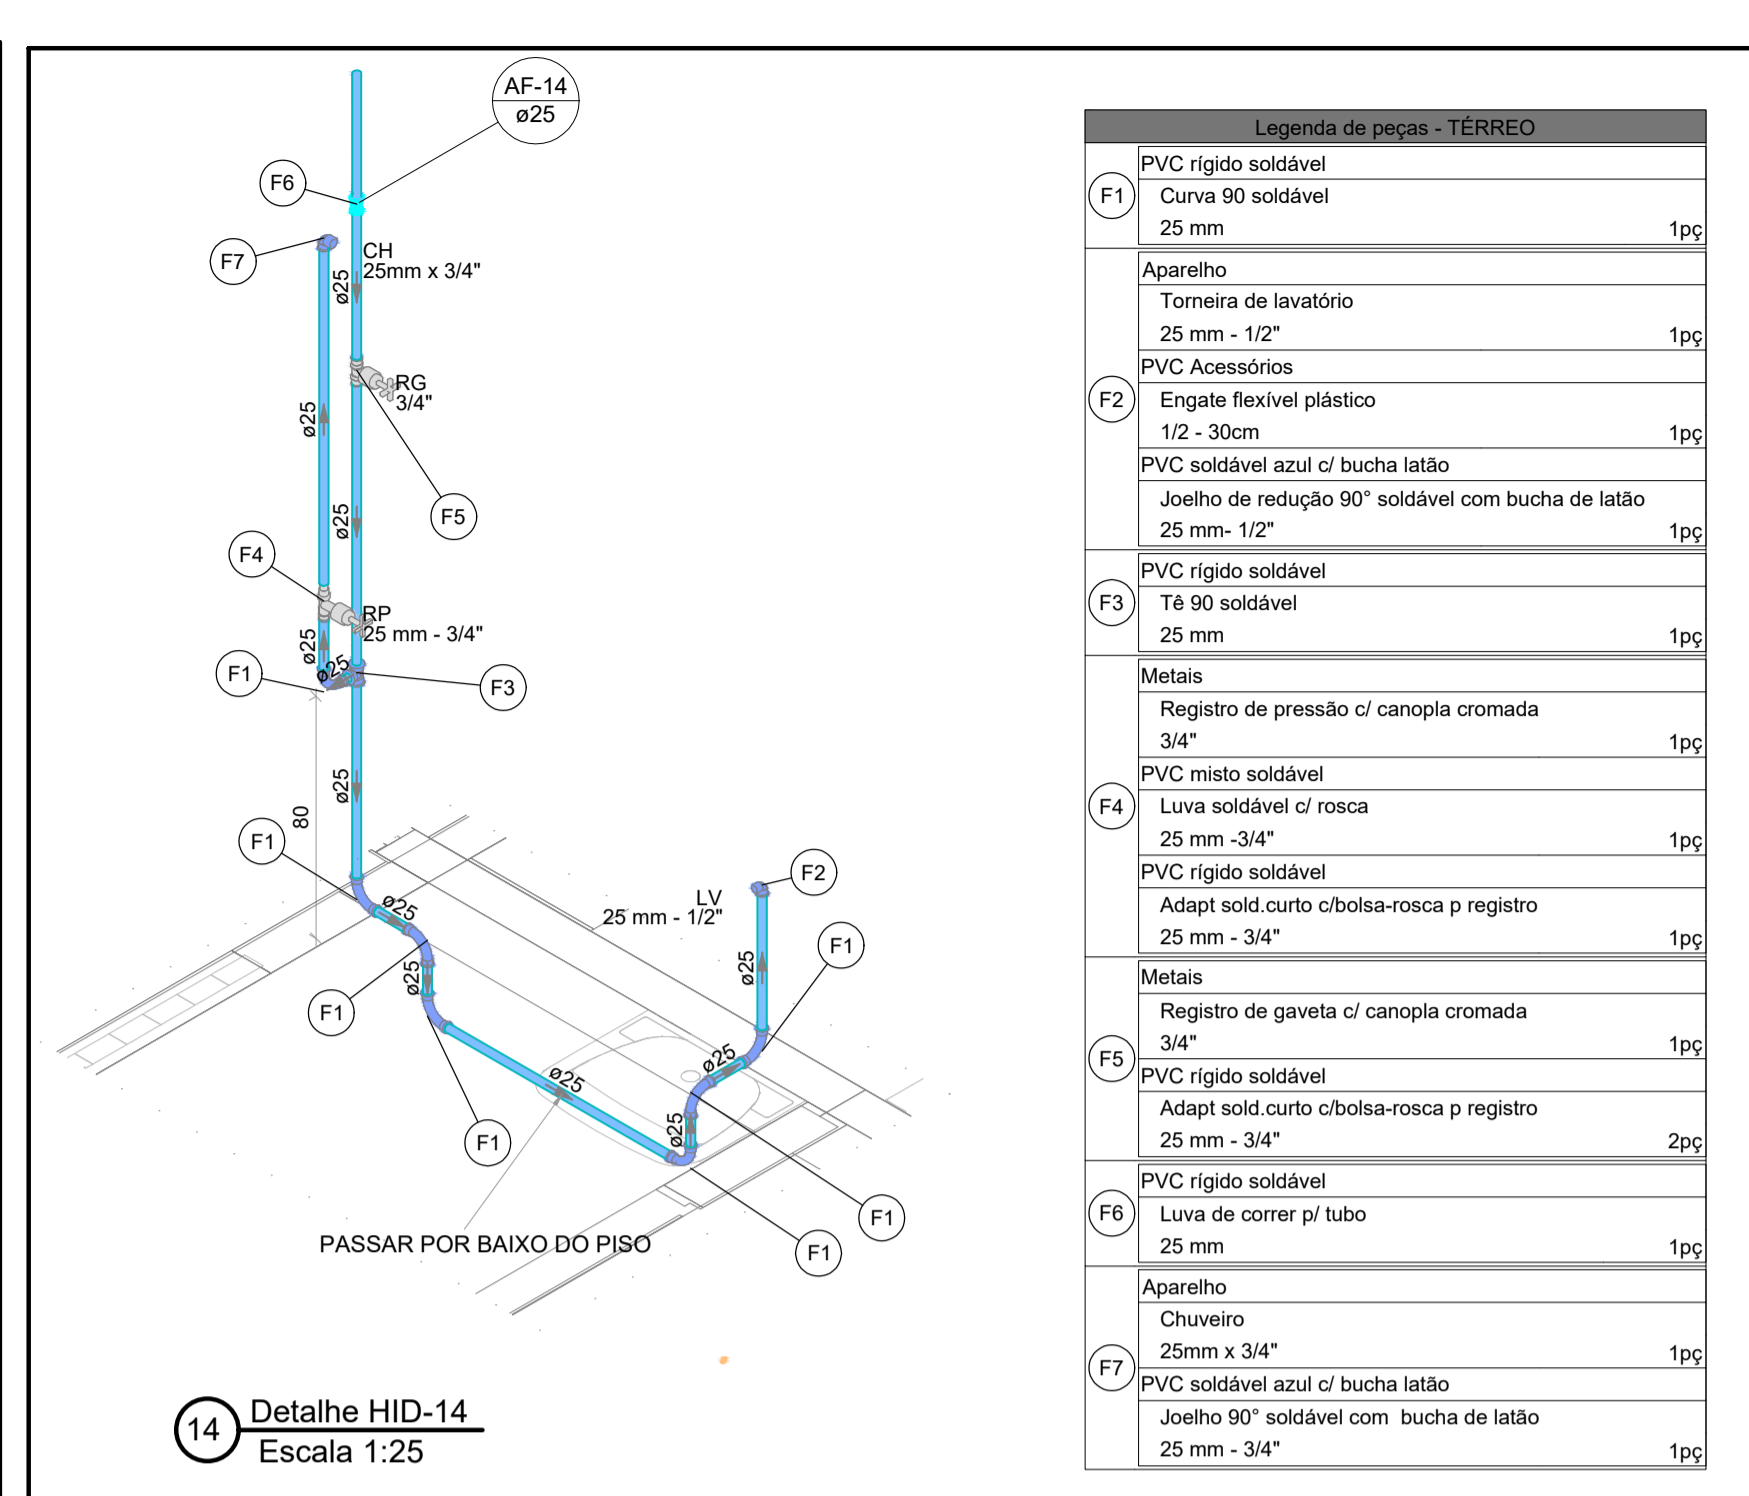 AF-14
ø25
F6
F7
CH
25mm x 3/4"
ø25
RG
3/4"
ø25
F5
ø25
F4
RP
25 mm - 3/4"
ø25
ø25
F1
F3
ø25
80
F1
ø25
F2
LV
25 mm - 1/2"
F1
ø25
ø25
F1
ø25
ø25
ø25
F1
F1
F1
PASSAR POR BAIXO DO PISO
14
Detalhe HID-14
Escala 1:25
Legenda de peças - TÉRREO
F1
PVC rígido soldável
Curva 90 soldável
25 mm 1pç
F2
Aparelho
Torneira de lavatório
25 mm - 1/2" 1pç
PVC Acessórios
Engate flexível plástico
1/2 - 30cm 1pç
PVC soldável azul c/ bucha latão
Joelho de redução 90° soldável com bucha de latão
25 mm- 1/2" 1pç
F3
PVC rígido soldável
Tê 90 soldável
25 mm 1pç
F4
Metais
Registro de pressão c/ canopla cromada
3/4" 1pç
PVC misto soldável
Luva soldável c/ rosca
25 mm -3/4" 1pç
PVC rígido soldável
Adapt sold.curto c/bolsa-rosca p registro
25 mm - 3/4" 1pç
F5
Metais
Registro de gaveta c/ canopla cromada
3/4" 1pç
PVC rígido soldável
Adapt sold.curto c/bolsa-rosca p registro
25 mm - 3/4" 2pç
F6
PVC rígido soldável
Luva de correr p/ tubo
25 mm 1pç
F7
Aparelho
Chuveiro
25mm x 3/4" 1pç
PVC soldável azul c/ bucha latão
Joelho 90° soldável com bucha de latão
25 mm - 3/4" 1pç